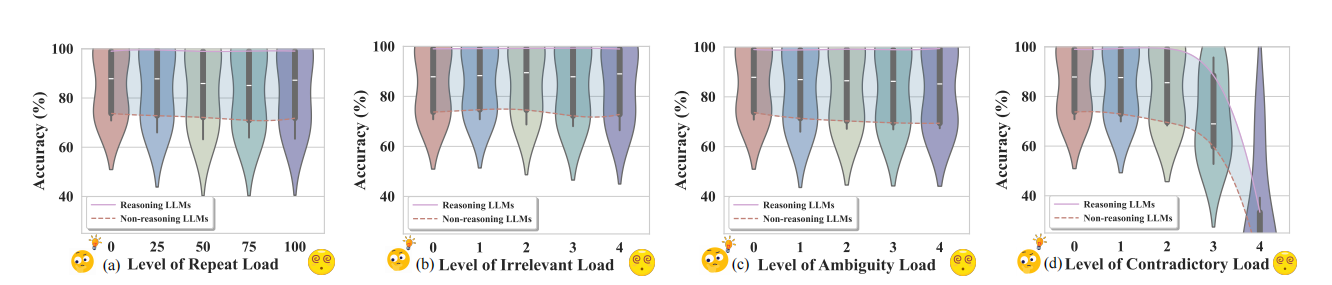 100
80
60
40
Accuracy (%)
Reasoning LLMs
Non-reasoning LLMs
0 25 50 75 100
(a) Level of Repeat Load
100
80
60
40
Accuracy (%)
Reasoning LLMs
Non-reasoning LLMs
0 1 2 3 4
(b) Level of Irrelevant Load
100
80
60
40
Accuracy (%)
Reasoning LLMs
Non-reasoning LLMs
0 1 2 3 4
(c) Level of Ambiguity Load
100
80
60
40
Accuracy (%)
Reasoning LLMs
Non-reasoning LLMs
0 1 2 3 4
(d) Level of Contradictory Load